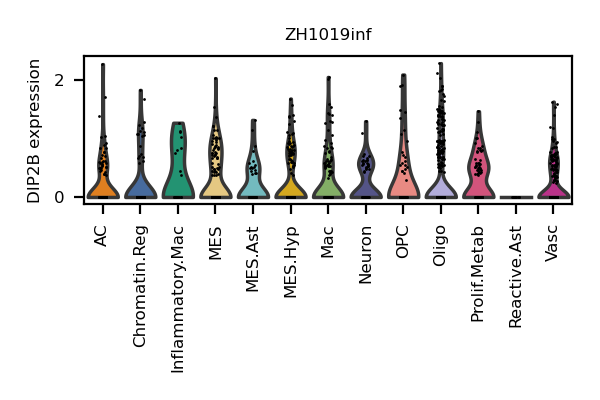 ZH1019inf
DIP2B expression
2
0
AC
Chromatin.Reg
Inflammatory.Mac
MES
MES.Ast
MES.Hyp
Mac
Neuron
OPC
Oligo
Prolif.Metab
Reactive.Ast
Vasc